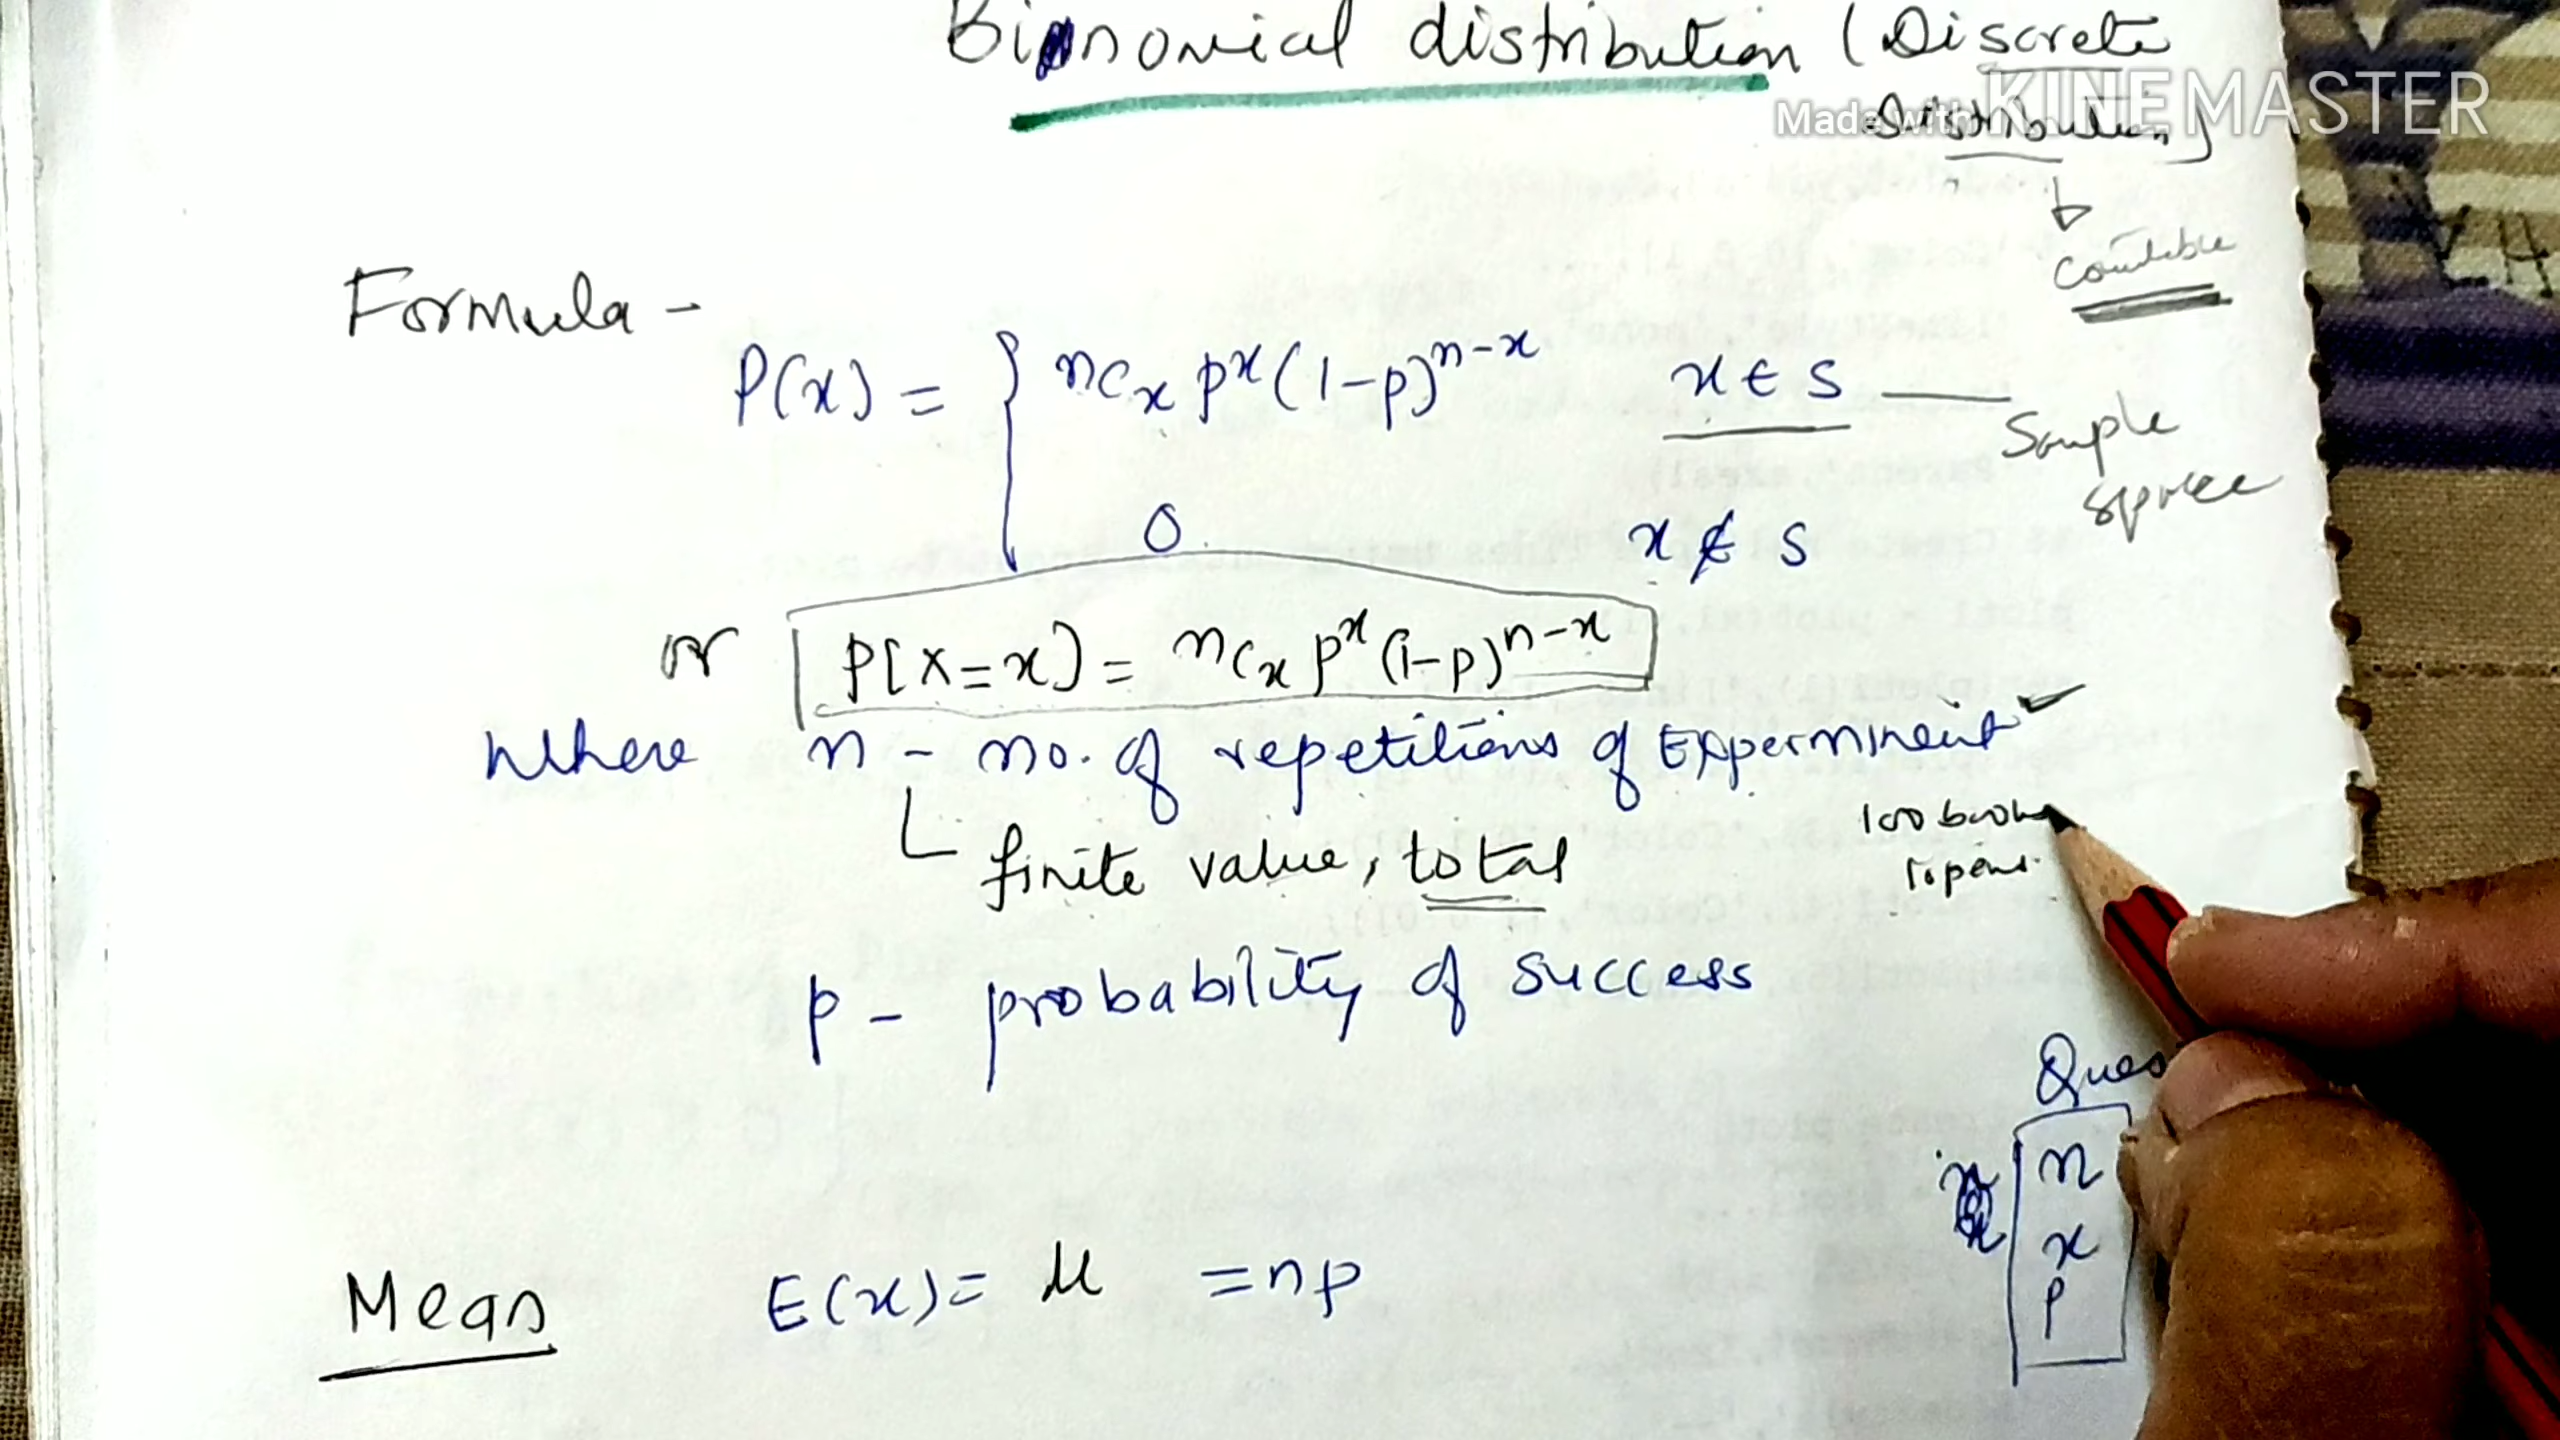 Binomial distribution (Discrete
distribution)
Made with KINEMASTER
countable
Formula -
P(x) = { nCx p^x (1-p)^n-x x ∈ S — Sample space
0 x ∉ S
or P[X=x] = nCx p^x (1-p)^n-x
Where n - no. of repetitions of Experminent
finite value, total
100 books
p - probability of success
Ques
n
x
p
Mean E(x) = μ = np